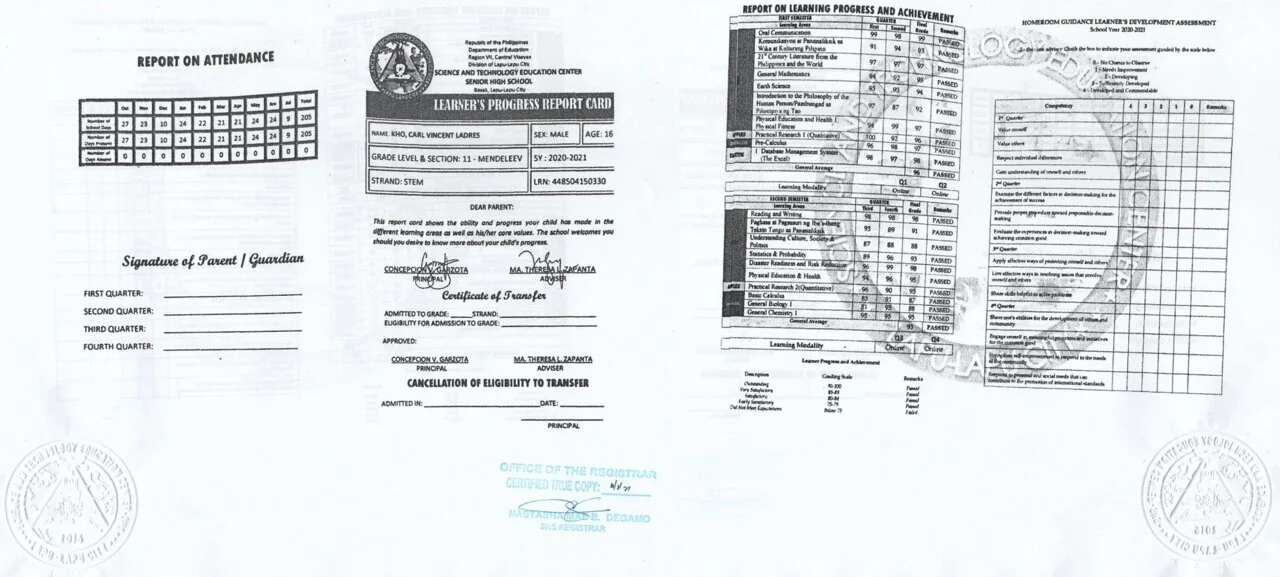 REPORT ON ATTENDANCE
Oct Nov Dec Jan Feb Mar Apr May Jun Jul Total
Number of School Days 27 23 10 24 22 21 21 24 24 9 205
Number of Days Present 27 23 10 24 22 21 21 24 24 9 205
Number of Days Absent 0 0 0 0 0 0 0 0 0 0 0
Signature of Parent / Guardian
FIRST QUARTER:
SECOND QUARTER:
THIRD QUARTER:
FOURTH QUARTER:
Republic of the Philippines
Department of Education
Region VII, Central Visayas
Division of Lapu-Lapu City
SCIENCE AND TECHNOLOGY EDUCATION CENTER
SENIOR HIGH SCHOOL
Basak, Lapu-Lapu City
LEARNER'S PROGRESS REPORT CARD
NAME: KHO, CARL VINCENT LADRES SEX: MALE AGE: 16
GRADE LEVEL & SECTION: 11 - MENDELEEV SY: 2020-2021
STRAND: STEM LRN: 448504150330
DEAR PARENT:
This report card shows the ability and progress your child has made in the
different learning areas as well as his/her core values. The school welcomes you
should you desire to know more about your child's progress.
CONCEPCION V. GARZOTA MA. THERESA L. ZAPANTA
PRINCIPAL ADVISER
Certificate of Transfer
ADMITTED TO GRADE: STRAND:
ELIGIBILITY FOR ADMISSION TO GRADE:
APPROVED:
CONCEPCION V. GARZOTA MA. THERESA L. ZAPANTA
PRINCIPAL ADVISER
CANCELLATION OF ELIGIBILITY TO TRANSFER
ADMITTED IN: DATE:
PRINCIPAL
OFFICE OF THE REGISTRAR
CERTIFIED TRUE COPY:
DEGAMO
SHS REGISTRAR
REPORT ON LEARNING PROGRESS AND ACHIEVEMENT
FIRST SEMESTER QUARTER Final Grade Remarks
Learning Areas First Second
Oral Communication 99 98 99 PASSED
Komunikasyon at Pananaliksik sa Wika at Kulturang Pilipino 91 94 93 PASSED
21st Century Literature from the Philippines and the World 97 97 97 PASSED
General Mathematics 94 92 93 PASSED
Earth Science 95 93 94 PASSED
Introduction to the Philosophy of the Human Person/Pambungad sa Pilosopiya ng Tao 97 87 92 PASSED
Physical Education and Health 1 Physical Fitness 94 99 97 PASSED
APPLIED Practical Research 1 (Qualitative) 100 92 96 PASSED
Pre-Calculus 96 98 97 PASSED
1 Database Management System (The Excel) 98 97 98 PASSED
General Average 96 PASSED
Learning Modality Q1 Q2
Online Online
SECOND SEMESTER QUARTER Final Grade Remarks
Learning Areas Third Fourth
Reading and Writing 98 98 98 PASSED
Pagbasa at Pagsusuri ng Iba't-Ibang Teksto Tungo sa Pananaliksik 93 89 91 PASSED
Understanding Culture, Society & Politics 87 88 88 PASSED
Statistics & Probability 89 96 93 PASSED
Disaster Readiness and Risk Reduction 96 99 98 PASSED
Physical Education & Health 94 96 95 PASSED
APPLIED Practical Research 2(Quantitative) 96 90 95 PASSED
Basic Calculus 83 91 87 PASSED
General Biology 1 81 95 88 PASSED
General Chemistry 1 95 95 95 PASSED
General Average 93 PASSED
Learning Modality Q3 Q4
Online Online
Learner Progress and Achievement
Descriptors Grading Scale Remarks
Outstanding 90-100 Passed
Very Satisfactory 85-89 Passed
Satisfactory 80-84 Passed
Fairly Satisfactory 75-79 Passed
Did Not Meet Expectations Below 75 Failed
HOMEROOM GUIDANCE LEARNER'S DEVELOPMENT ASSESSMENT
School Year 2020-2021
Check the box to indicate your assessment guided by the scale below
0 - No Chance to Observe
1 - Needs Improvement
2 - Developing
3 - Sufficiently Developed
4 - Developed and Commendable
Competency 4 3 2 1 0 Remarks
1st Quarter
Value oneself
Value others
Respect individual differences
Gain understanding of oneself and others
2nd Quarter
Examine the different factors in decision-making for the
achievement of success
Provide proper procedure toward responsible decision-
making
Evaluate the experiences in decision-making toward
achieving common good
3rd Quarter
Apply effective ways of protecting oneself and others
Live effective ways in resolving issues that involve
oneself and others
Share skills helpful to solve problems
4th Quarter
Share one's abilities for the development of others and
community
Engage oneself in meaningful programs and initiatives
for the common good
Strengthen self-empowerment to respond to the needs
of the community
Respond to personal and social needs that can
contribute to the promotion of international standards